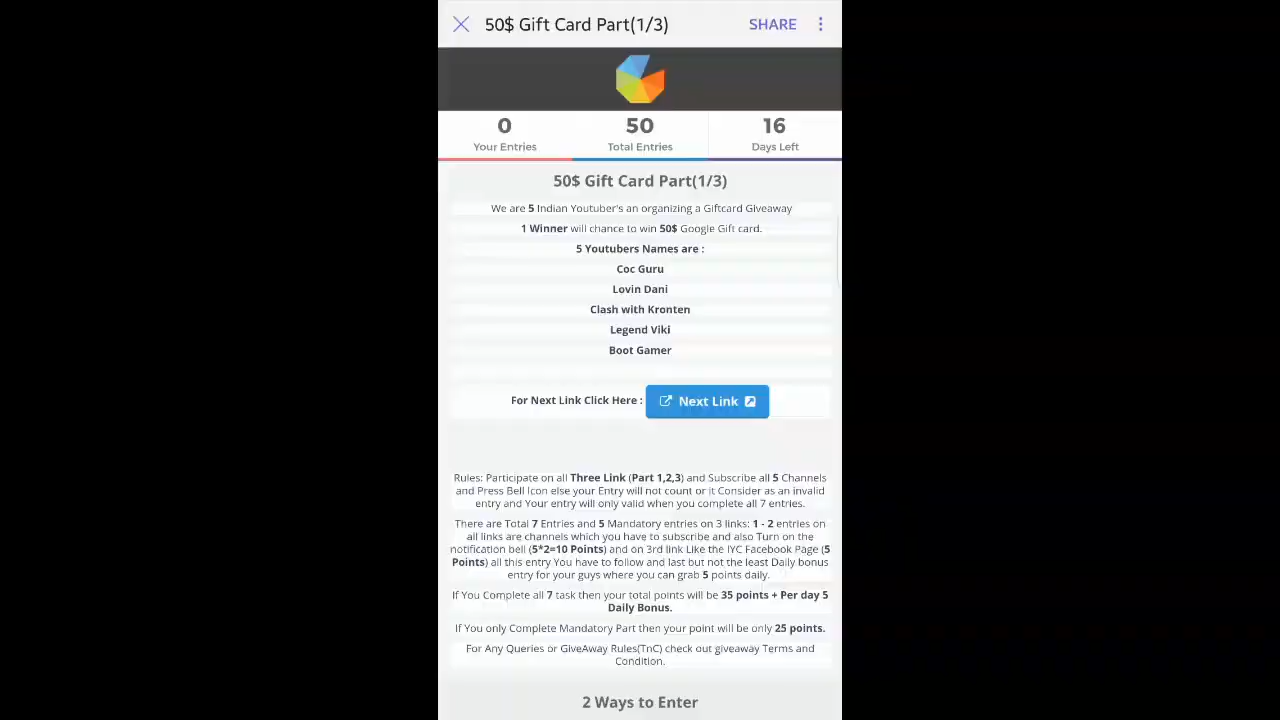 50$ Gift Card Part(1/3)
SHARE
0
50
16
Your Entries
Total Entries
Days Left
50$ Gift Card Part(1/3)
We are 5 Indian Youtuber's an organizing a Giftcard Giveaway
1 Winner will chance to win 50$ Google Gift card.
5 Youtubers Names are :
Coc Guru
Lovin Dani
Clash with Kronten
Legend Viki
Boot Gamer
For Next Link Click Here : Next Link
Rules: Participate on all Three Link (Part 1,2,3) and Subscribe all 5 Channels
and Press Bell Icon else your Entry will not count or it Consider as an invalid
entry and Your entry will only valid when you complete all 7 entries.
There are Total 7 Entries and 5 Mandatory entries on 3 links: 1 - 2 entries on
all links are channels which you have to subscribe and also Turn on the
notification bell (5*2=10 Points) and on 3rd link Like the IYC Facebook Page (5
Points) all this entry You have to follow and last but not the least Daily bonus
entry for your guys where you can grab 5 points daily.
If You Complete all 7 task then your total points will be 35 points + Per day 5
Daily Bonus.
If You only Complete Mandatory Part then your point will be only 25 points.
For Any Queries or GiveAway Rules(TnC) check out giveaway Terms and
Condition.
2 Ways to Enter